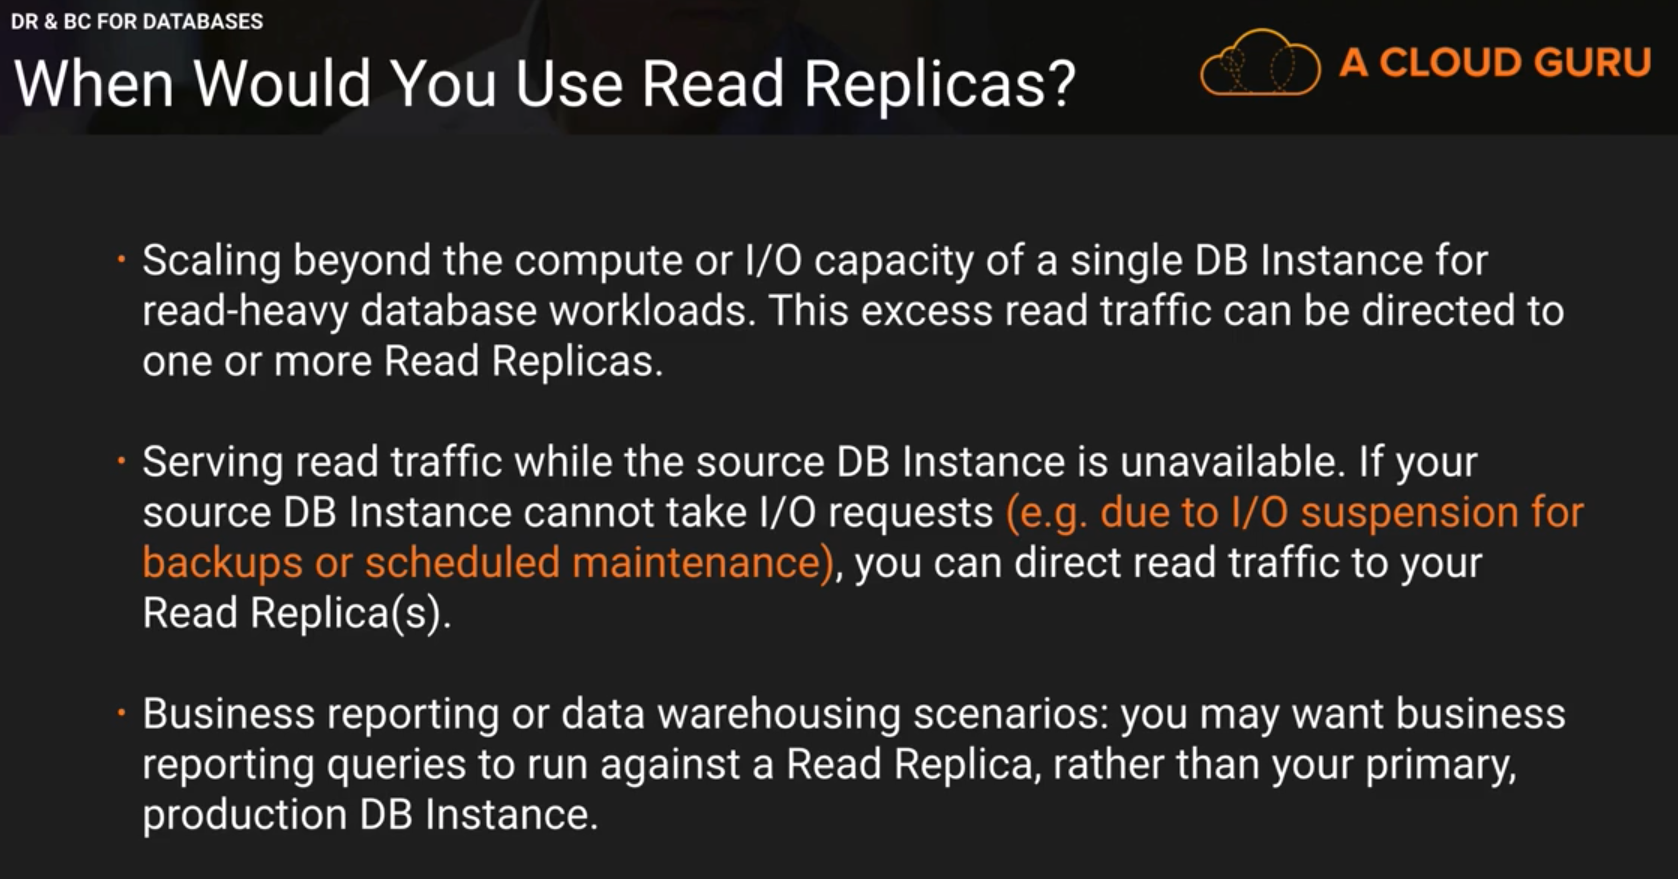 DR & BC FOR DATABASES
When Would You Use Read Replicas?
A CLOUD GURU
· Scaling beyond the compute or I/O capacity of a single DB Instance for
read-heavy database workloads. This excess read traffic can be directed to
one or more Read Replicas.
· Serving read traffic while the source DB Instance is unavailable. If your
source DB Instance cannot take I/O requests (e.g. due to I/O suspension for
backups or scheduled maintenance), you can direct read traffic to your
Read Replica(s).
· Business reporting or data warehousing scenarios: you may want business
reporting queries to run against a Read Replica, rather than your primary,
production DB Instance.